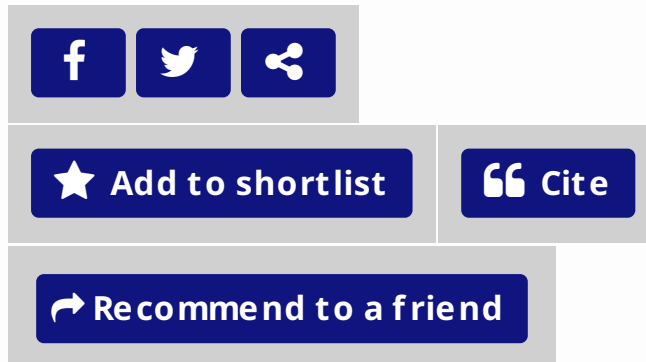 Add to shortlist
Cite
Recommend to a friend